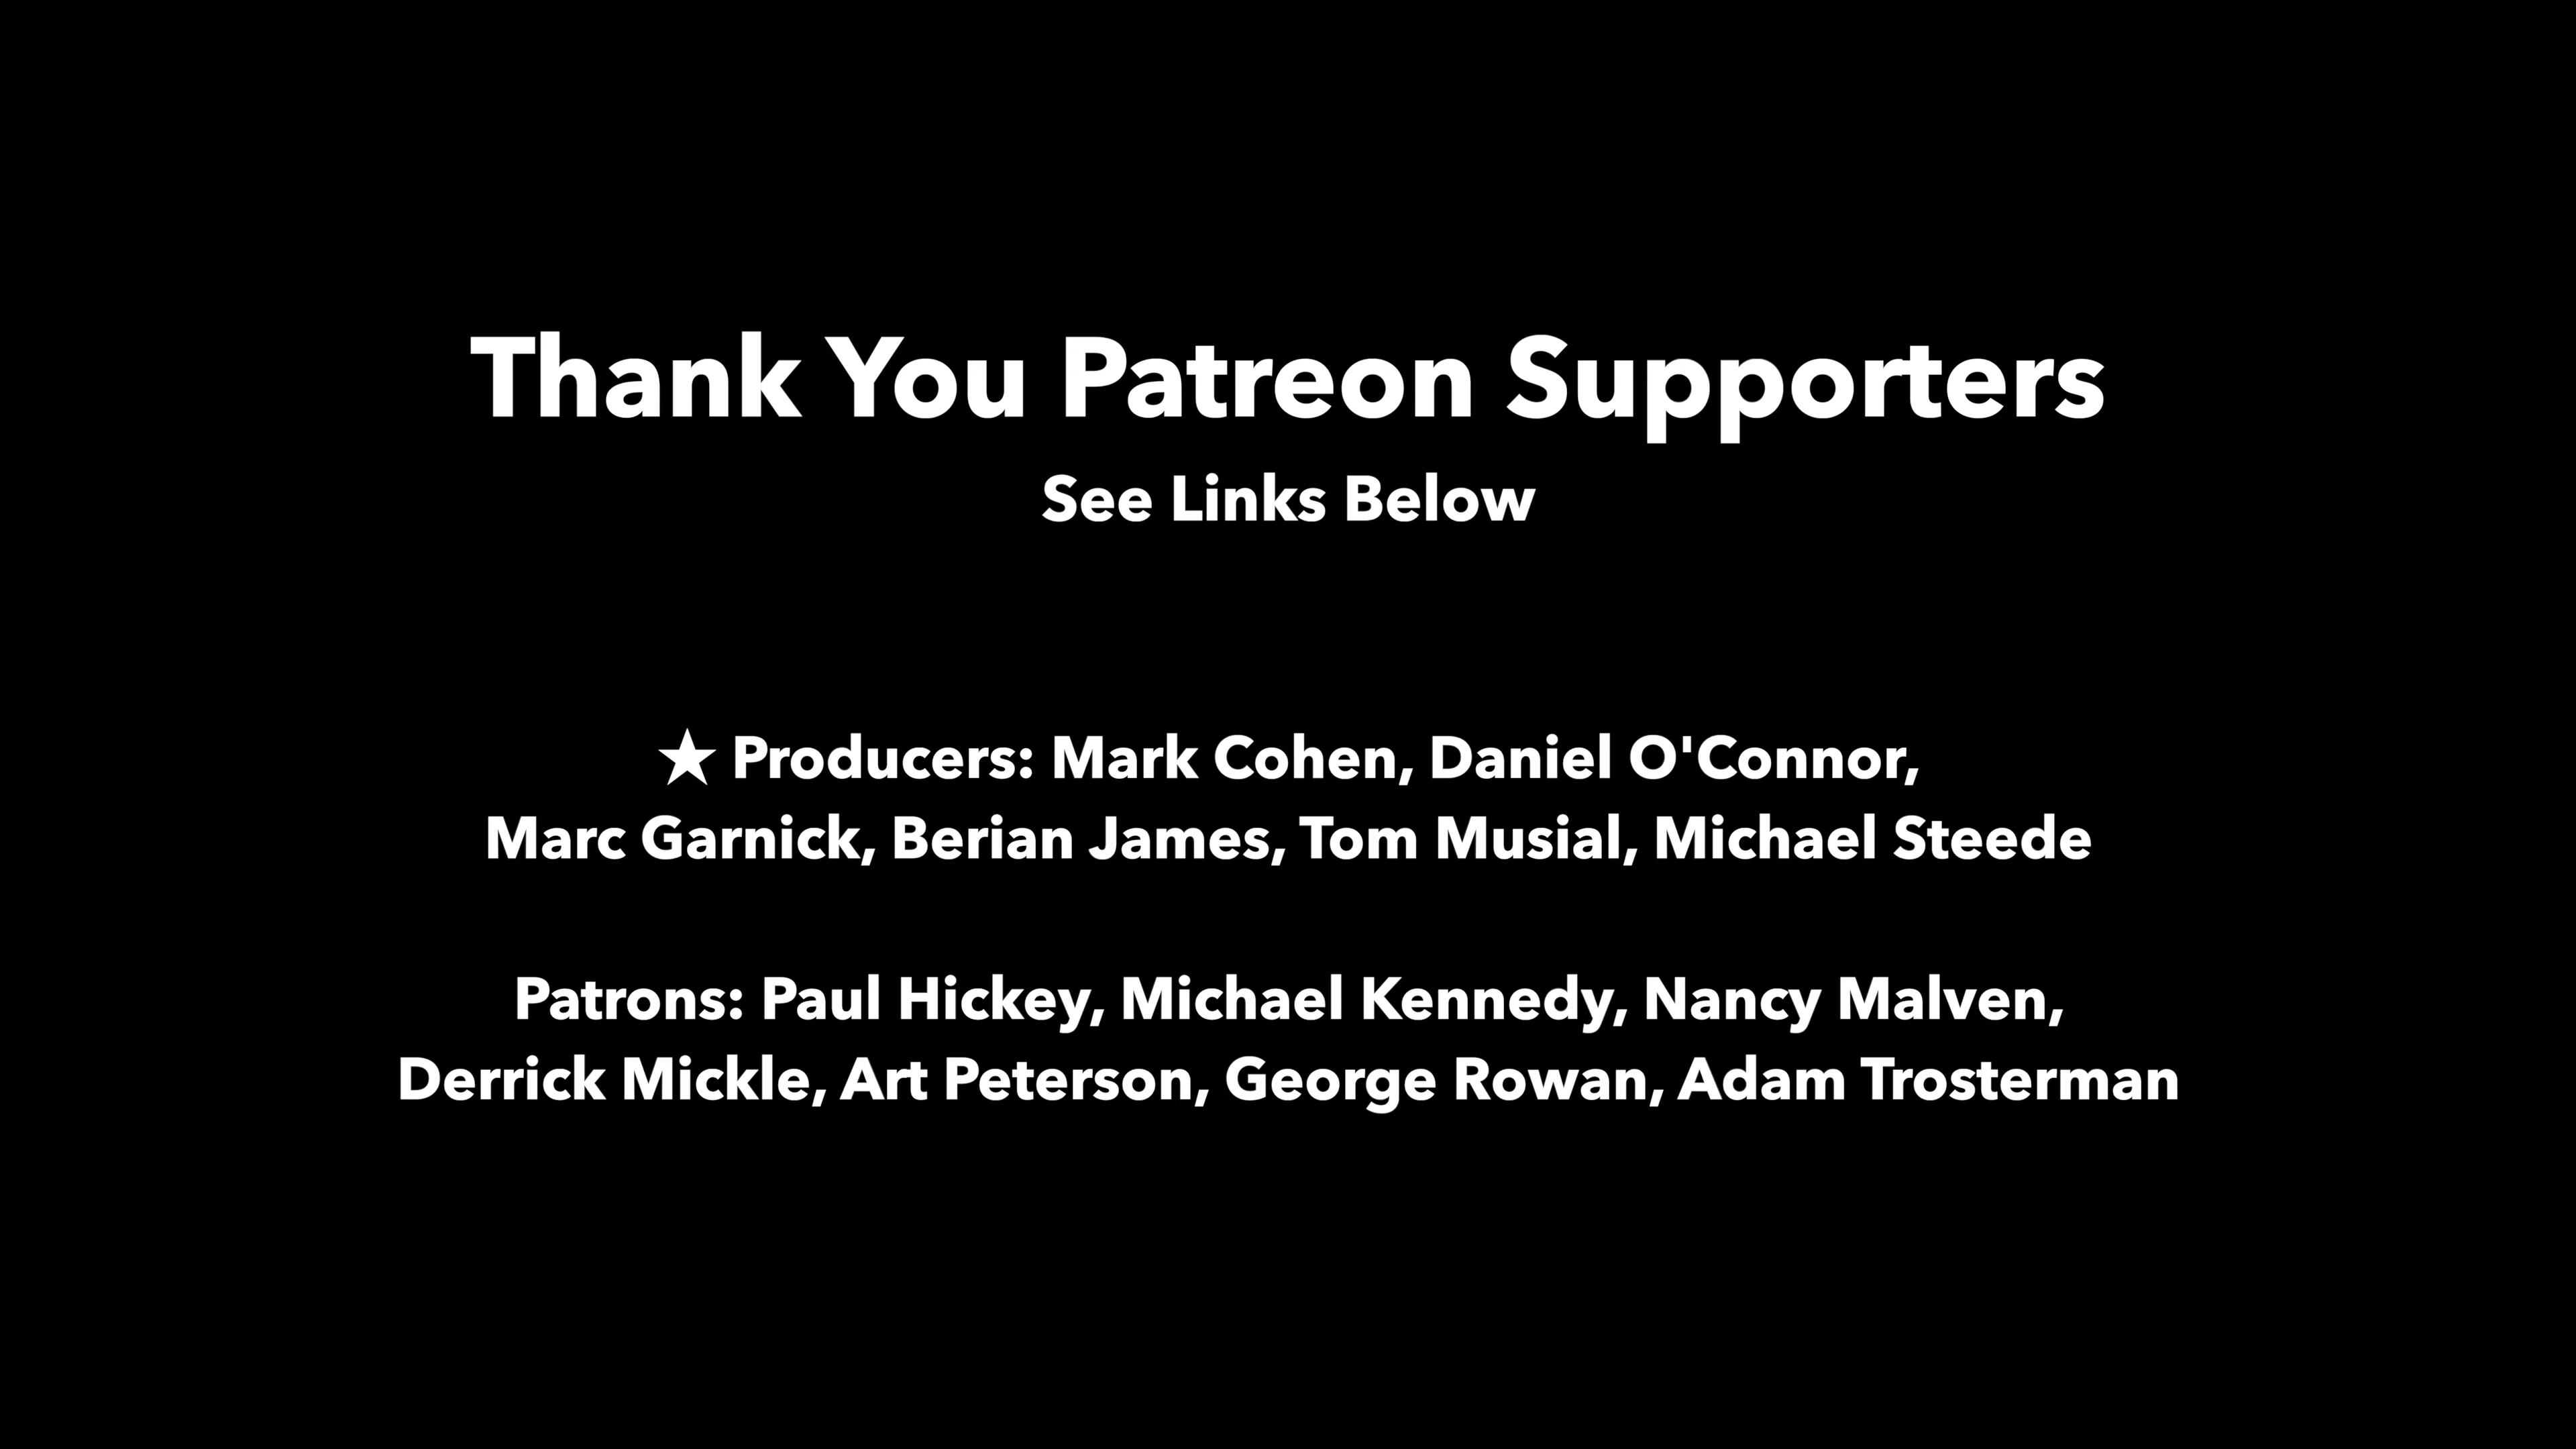 Thank You Patreon Supporters
See Links Below
★ Producers: Mark Cohen, Daniel O'Connor,
Marc Garnick, Berian James, Tom Musial, Michael Steede
Patrons: Paul Hickey, Michael Kennedy, Nancy Malven,
Derrick Mickle, Art Peterson, George Rowan, Adam Trosterman